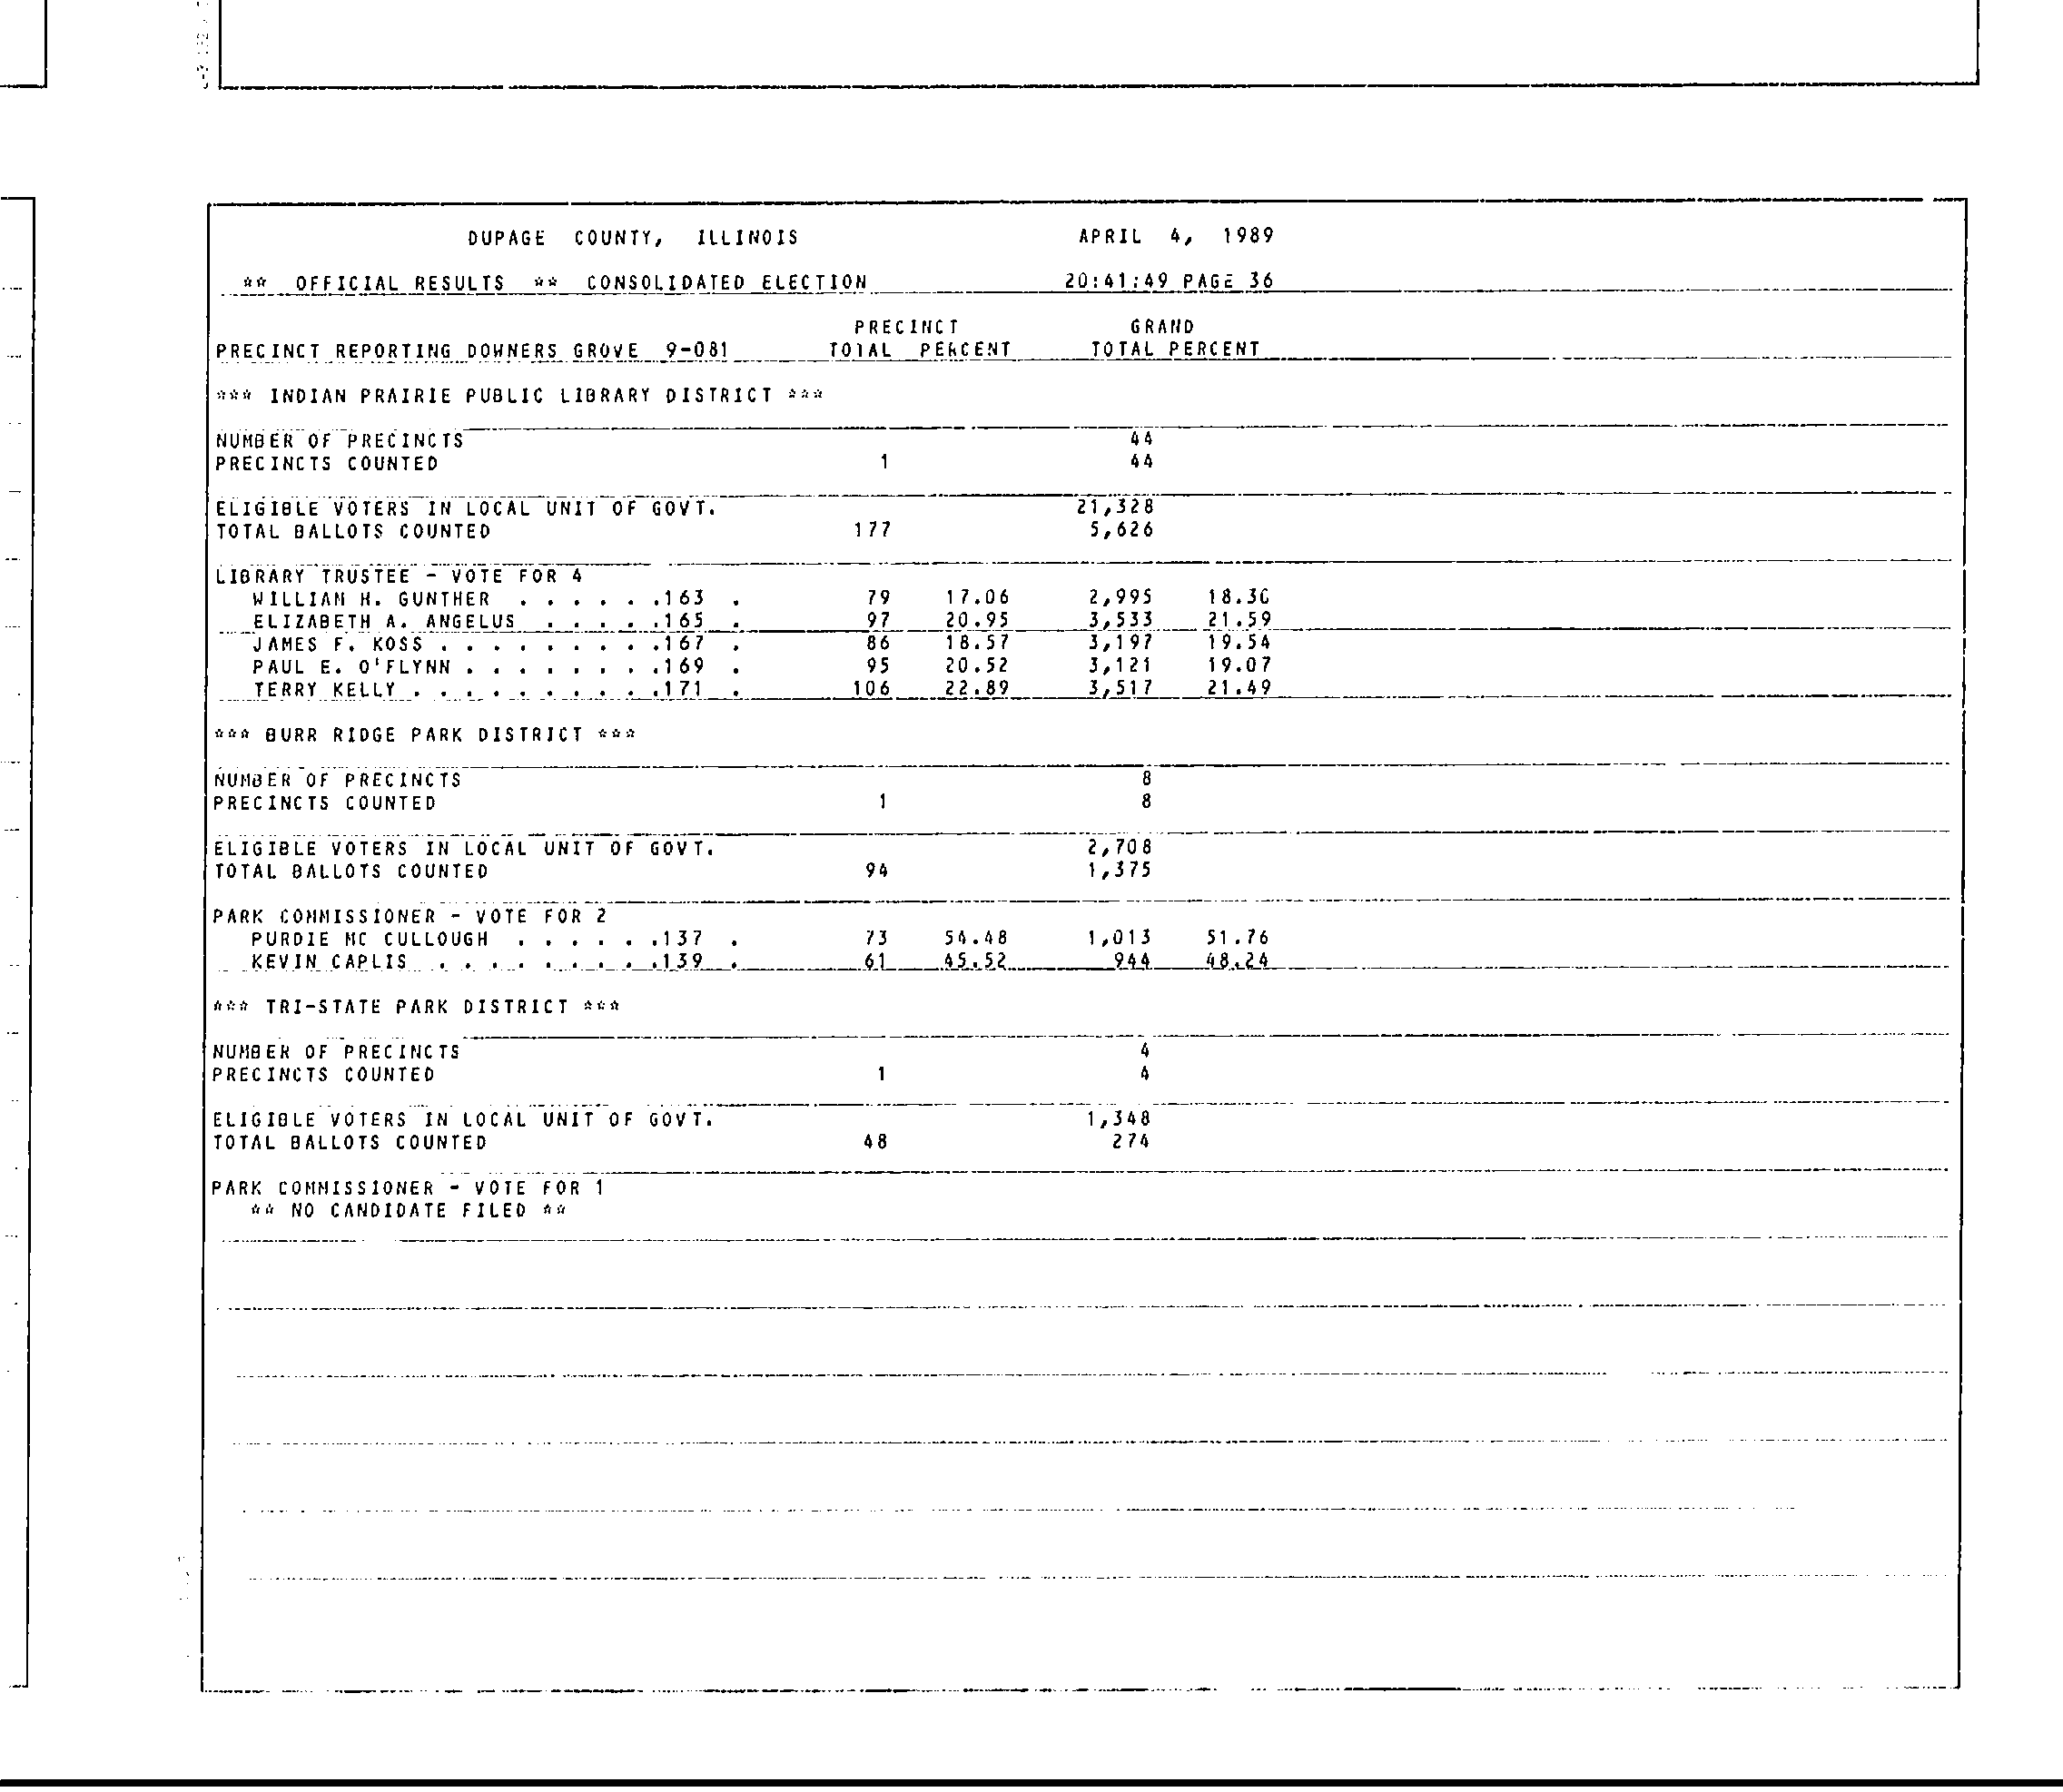 DUPAGE COUNTY, ILLINOIS APRIL 4, 1989
** OFFICIAL RESULTS ** CONSOLIDATED ELECTION 20:41:49 PAGE 36
PRECINCT GRAND
PRECINCT REPORTING DOWNERS GROVE 9-081 TOTAL PERCENT TOTAL PERCENT
*** INDIAN PRAIRIE PUBLIC LIBRARY DISTRICT ***
NUMBER OF PRECINCTS 44
PRECINCTS COUNTED 1 44
ELIGIBLE VOTERS IN LOCAL UNIT OF GOVT. 21,328
TOTAL BALLOTS COUNTED 177 5,626
LIBRARY TRUSTEE - VOTE FOR 4
WILLIAM H. GUNTHER . . . . . .163 . 79 17.06 2,995 18.30
ELIZABETH A. ANGELUS . . . . .165 . 97 20.95 3,533 21.59
JAMES F. KOSS . . . . . . . . .167 . 86 18.57 3,197 19.54
PAUL E. O'FLYNN . . . . . . . .169 . 95 20.52 3,121 19.07
TERRY KELLY . . . . . . . . . .171 . 106 22.89 3,517 21.49
*** BURR RIDGE PARK DISTRICT ***
NUMBER OF PRECINCTS 8
PRECINCTS COUNTED 1 8
ELIGIBLE VOTERS IN LOCAL UNIT OF GOVT. 2,708
TOTAL BALLOTS COUNTED 94 1,375
PARK COMMISSIONER - VOTE FOR 2
PURDIE MC CULLOUGH . . . . . .137 . 73 54.48 1,013 51.76
KEVIN CAPLIS . . . . . . . . .139 . 61 45.52 944 48.24
*** TRI-STATE PARK DISTRICT ***
NUMBER OF PRECINCTS 4
PRECINCTS COUNTED 1 4
ELIGIBLE VOTERS IN LOCAL UNIT OF GOVT. 1,348
TOTAL BALLOTS COUNTED 48 274
PARK COMMISSIONER - VOTE FOR 1
** NO CANDIDATE FILED **